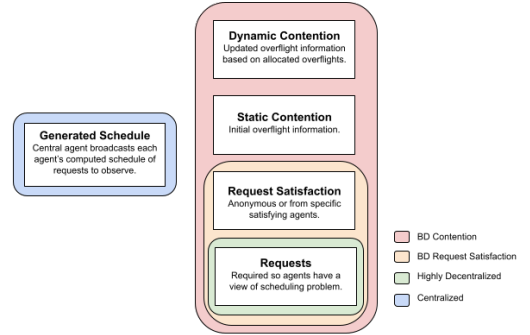 Dynamic Contention
Updated overflight information
based on allocated overflights.
Static Contention
Initial overflight information.
Generated Schedule
Central agent broadcasts each
agent's computed schedule of
requests to observe.
Request Satisfaction
Anonymous or from specific
satisfying agents.
Requests
Required so agents have a
view of scheduling problem.
BD Contention
BD Request Satisfaction
Highly Decentralized
Centralized